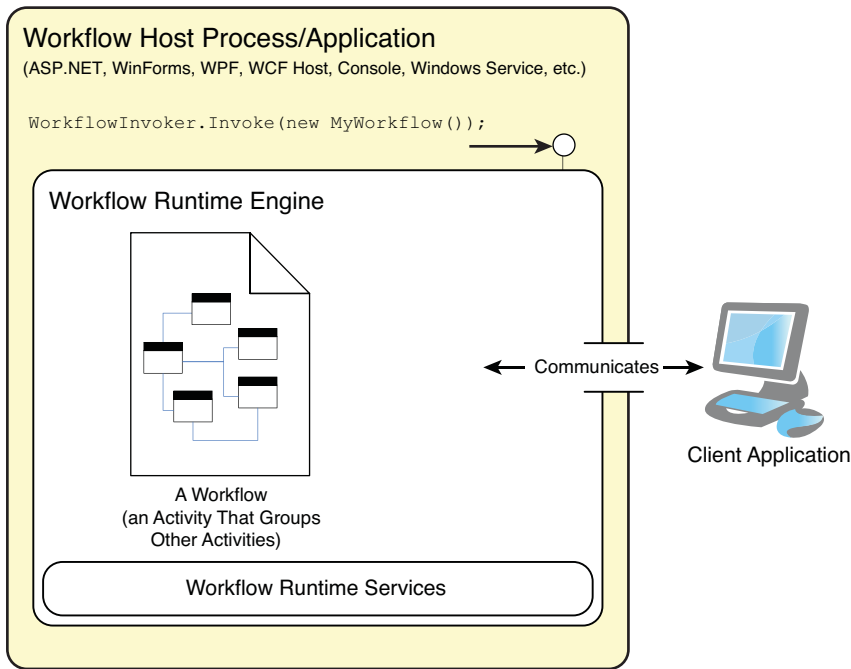 Workflow Host Process/Application
(ASP.NET, WinForms, WPF, WCF Host, Console, Windows Service, etc.)
WorkflowInvoker.Invoke(new MyWorkflow());
Workflow Runtime Engine
Communicates
Client Application
A Workflow
(an Activity That Groups
Other Activities)
Workflow Runtime Services